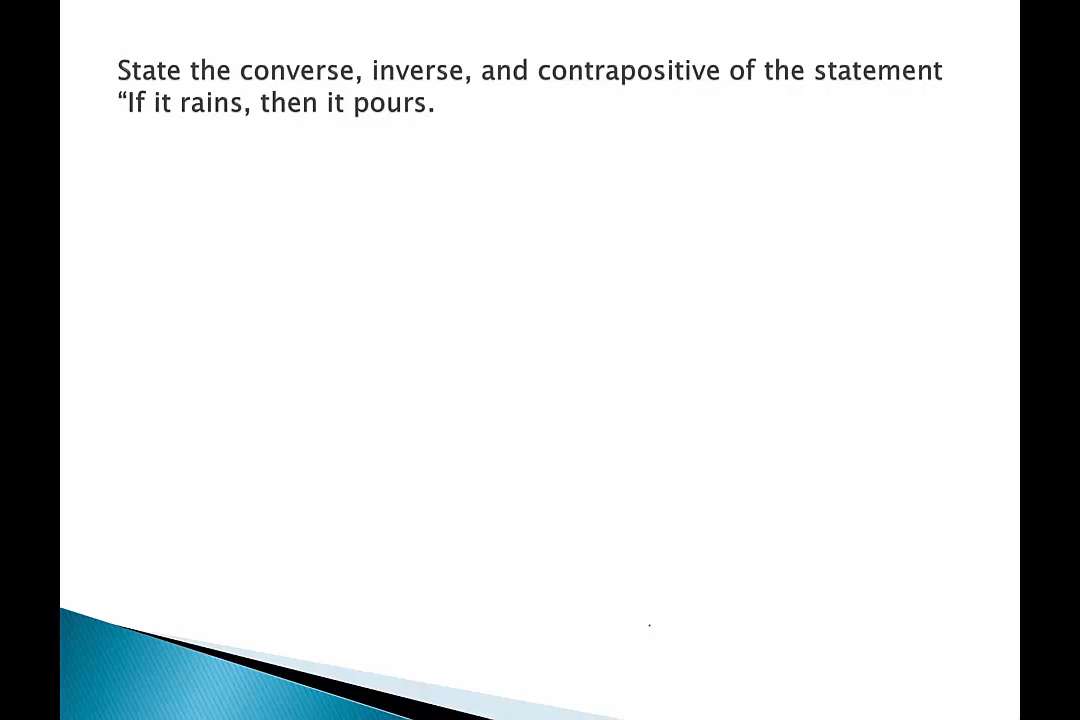 State the converse, inverse, and contrapositive of the statement
“If it rains, then it pours.